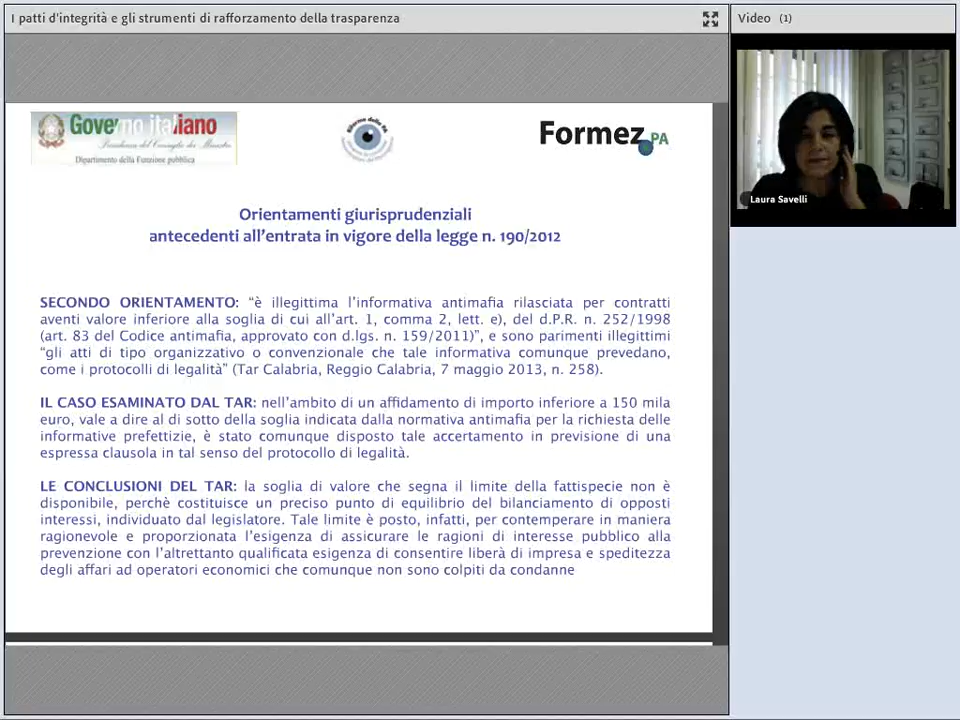 I patti d'integrità e gli strumenti di rafforzamento della trasparenza
Video (1)
Governo italiano
Presidenza del Consiglio dei Ministri
Dipartimento della Funzione pubblica
Riforme della PA
Formez PA
Laura Savelli
Orientamenti giurisprudenziali
antecedenti all'entrata in vigore della legge n. 190/2012
SECONDO ORIENTAMENTO: “è illegittima l'informativa antimafia rilasciata per contratti
aventi valore inferiore alla soglia di cui all'art. 1, comma 2, lett. e), del d.P.R. n. 252/1998
(art. 83 del Codice antimafia, approvato con d.lgs. n. 159/2011)”, e sono parimenti illegittimi
“gli atti di tipo organizzativo o convenzionale che tale informativa comunque prevedano,
come i protocolli di legalità” (Tar Calabria, Reggio Calabria, 7 maggio 2013, n. 258).
IL CASO ESAMINATO DAL TAR: nell'ambito di un affidamento di importo inferiore a 150 mila
euro, vale a dire al di sotto della soglia indicata dalla normativa antimafia per la richiesta delle
informative prefettizie, è stato comunque disposto tale accertamento in previsione di una
espressa clausola in tal senso del protocollo di legalità.
LE CONCLUSIONI DEL TAR: la soglia di valore che segna il limite della fattispecie non è
disponibile, perchè costituisce un preciso punto di equilibrio del bilanciamento di opposti
interessi, individuato dal legislatore. Tale limite è posto, infatti, per contemperare in maniera
ragionevole e proporzionata l'esigenza di assicurare le ragioni di interesse pubblico alla
prevenzione con l'altrettanto qualificata esigenza di consentire liberà di impresa e speditezza
degli affari ad operatori economici che comunque non sono colpiti da condanne